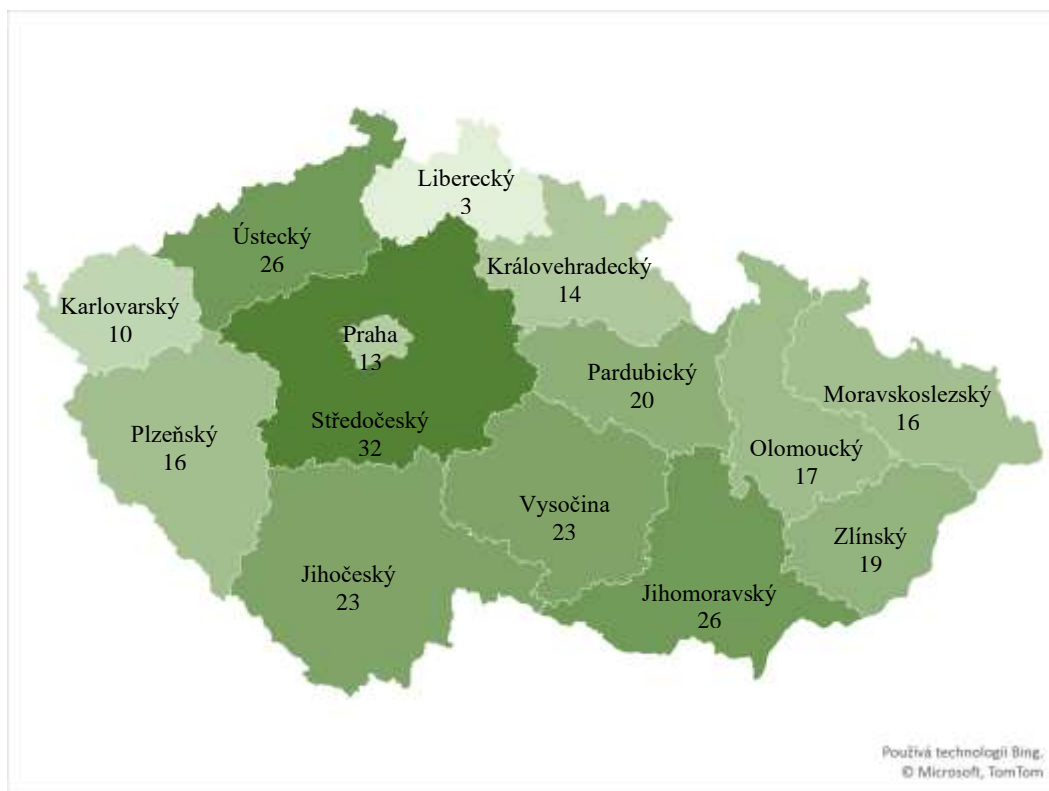 Liberecký
3
Ústecký
26
Královehradecký
14
Karlovarský
10
Praha
13
Pardubický
20
Moravskoslezský
16
Středočeský
32
Plzeňský
16
Olomoucký
17
Vysočina
23
Zlínský
19
Jihočeský
23
Jihomoravský
26
Používá technologii Bing.
© Microsoft, TomTom